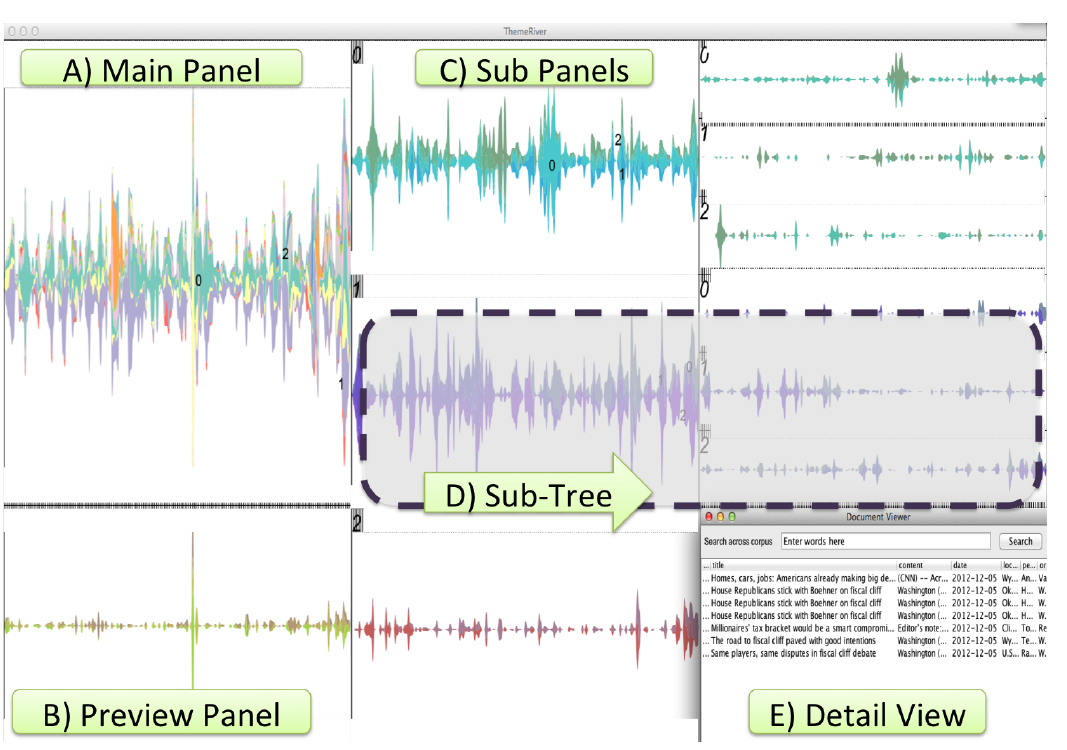 ThemeRiver
A) Main Panel
C) Sub Panels
0
2
0
1
0
2
1
1
0
1
2
0
1
2
0
1
2
D) Sub-Tree
2
B) Preview Panel
Document Viewer
Search across corpus Enter words here Search
... title content date loc... pe... or
... Homes, cars, jobs: Americans already making big de... (CNN) -- Acr... 2012-12-05 Wy... An... Va
... House Republicans stick with Boehner on fiscal cliff Washington (... 2012-12-05 Ok... H... W.
... House Republicans stick with Boehner on fiscal cliff Washington (... 2012-12-05 Ok... H... W.
... House Republicans stick with Boehner on fiscal cliff Washington (... 2012-12-05 Ok... H... W.
... Millionaires' tax bracket would be a smart compromi... Editor's note:... 2012-12-05 Cli... To... Re
... The road to fiscal cliff paved with good intentions Washington (... 2012-12-05 Wy... Te... W.
... Same players, same disputes in fiscal cliff debate Washington (... 2012-12-05 U.S... Ra... W.
E) Detail View